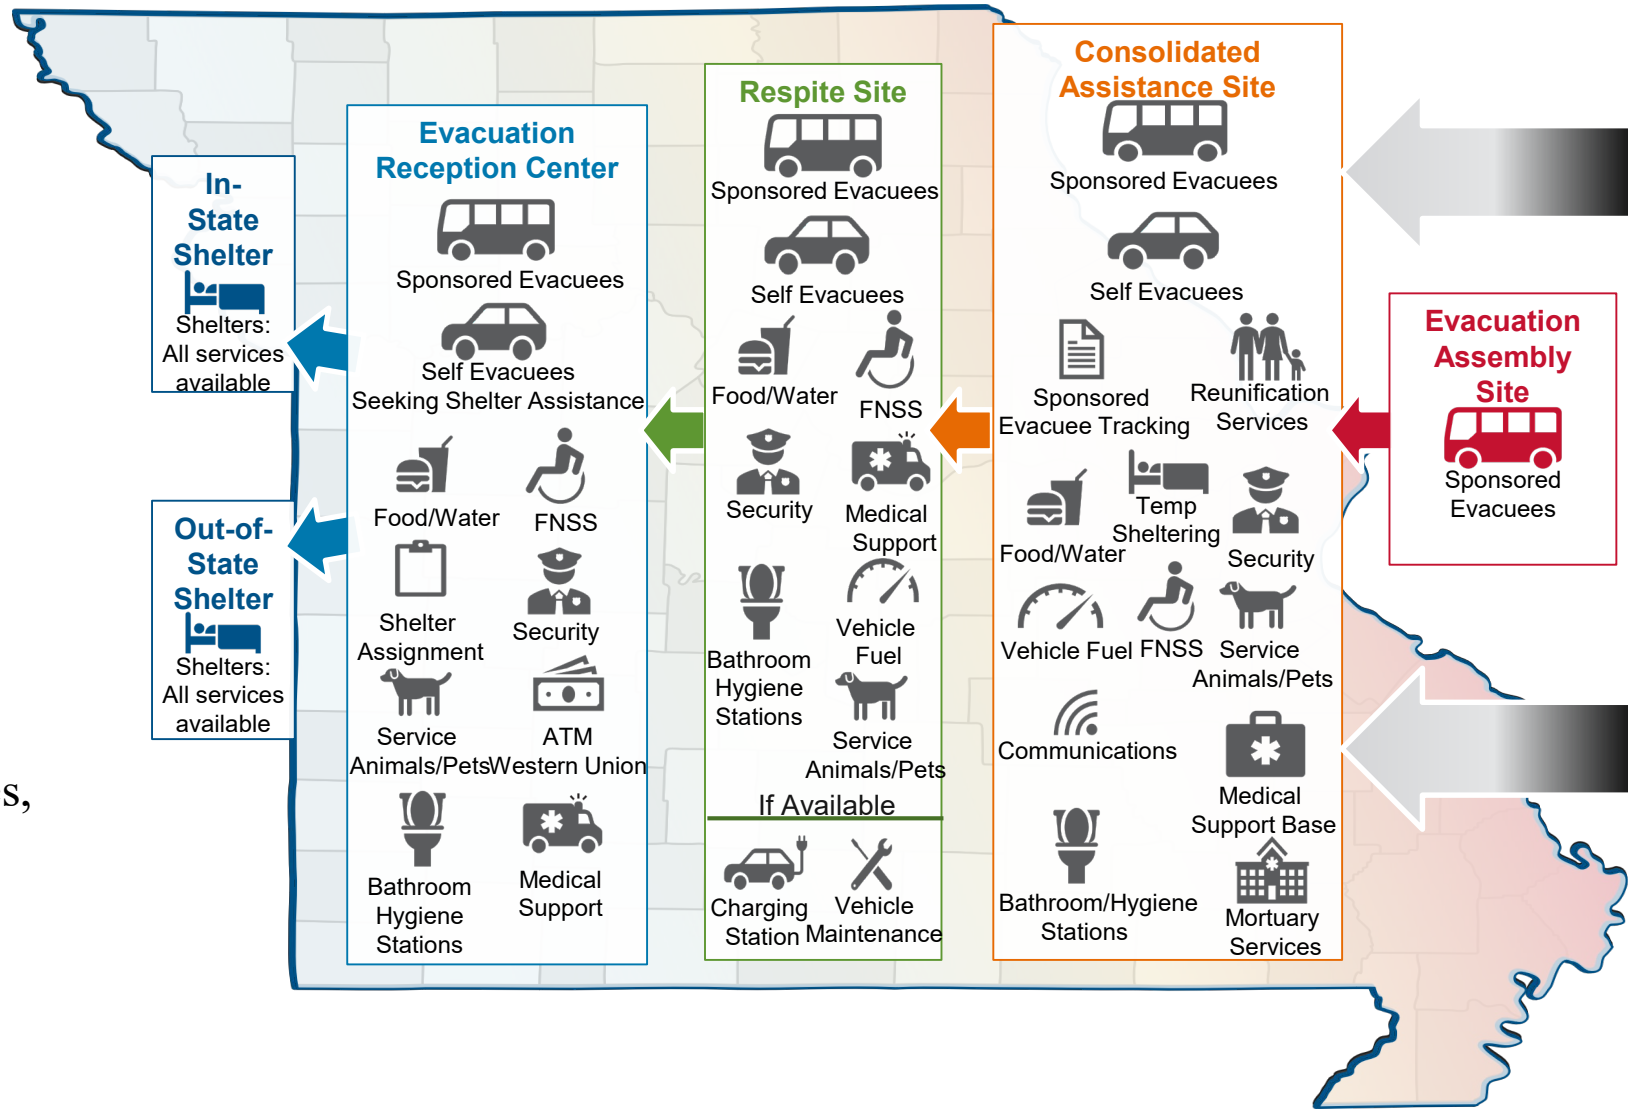 In-
State
Shelter
Shelters:
All services
available
Out-of-
State
Shelter
Shelters:
All services
available
s,
Evacuation
Reception Center
Sponsored Evacuees
Self Evacuees
Seeking Shelter Assistance
Food/Water
FNSS
Shelter
Assignment
Security
Service
Animals/Pets
ATM
Western Union
Bathroom
Hygiene
Stations
Medical
Support
Respite Site
Sponsored Evacuees
Self Evacuees
Food/Water
FNSS
Security
Medical
Support
Bathroom
Hygiene
Stations
Vehicle
Fuel
Service
Animals/Pets
If Available
Charging
Station
Vehicle
Maintenance
Consolidated
Assistance Site
Sponsored Evacuees
Self Evacuees
Sponsored
Evacuee Tracking
Reunification
Services
Food/Water
Temp
Sheltering
Security
Vehicle Fuel
FNSS
Service
Animals/Pets
Communications
Medical
Support Base
Bathroom/Hygiene
Stations
Mortuary
Services
Evacuation
Assembly
Site
Sponsored
Evacuees